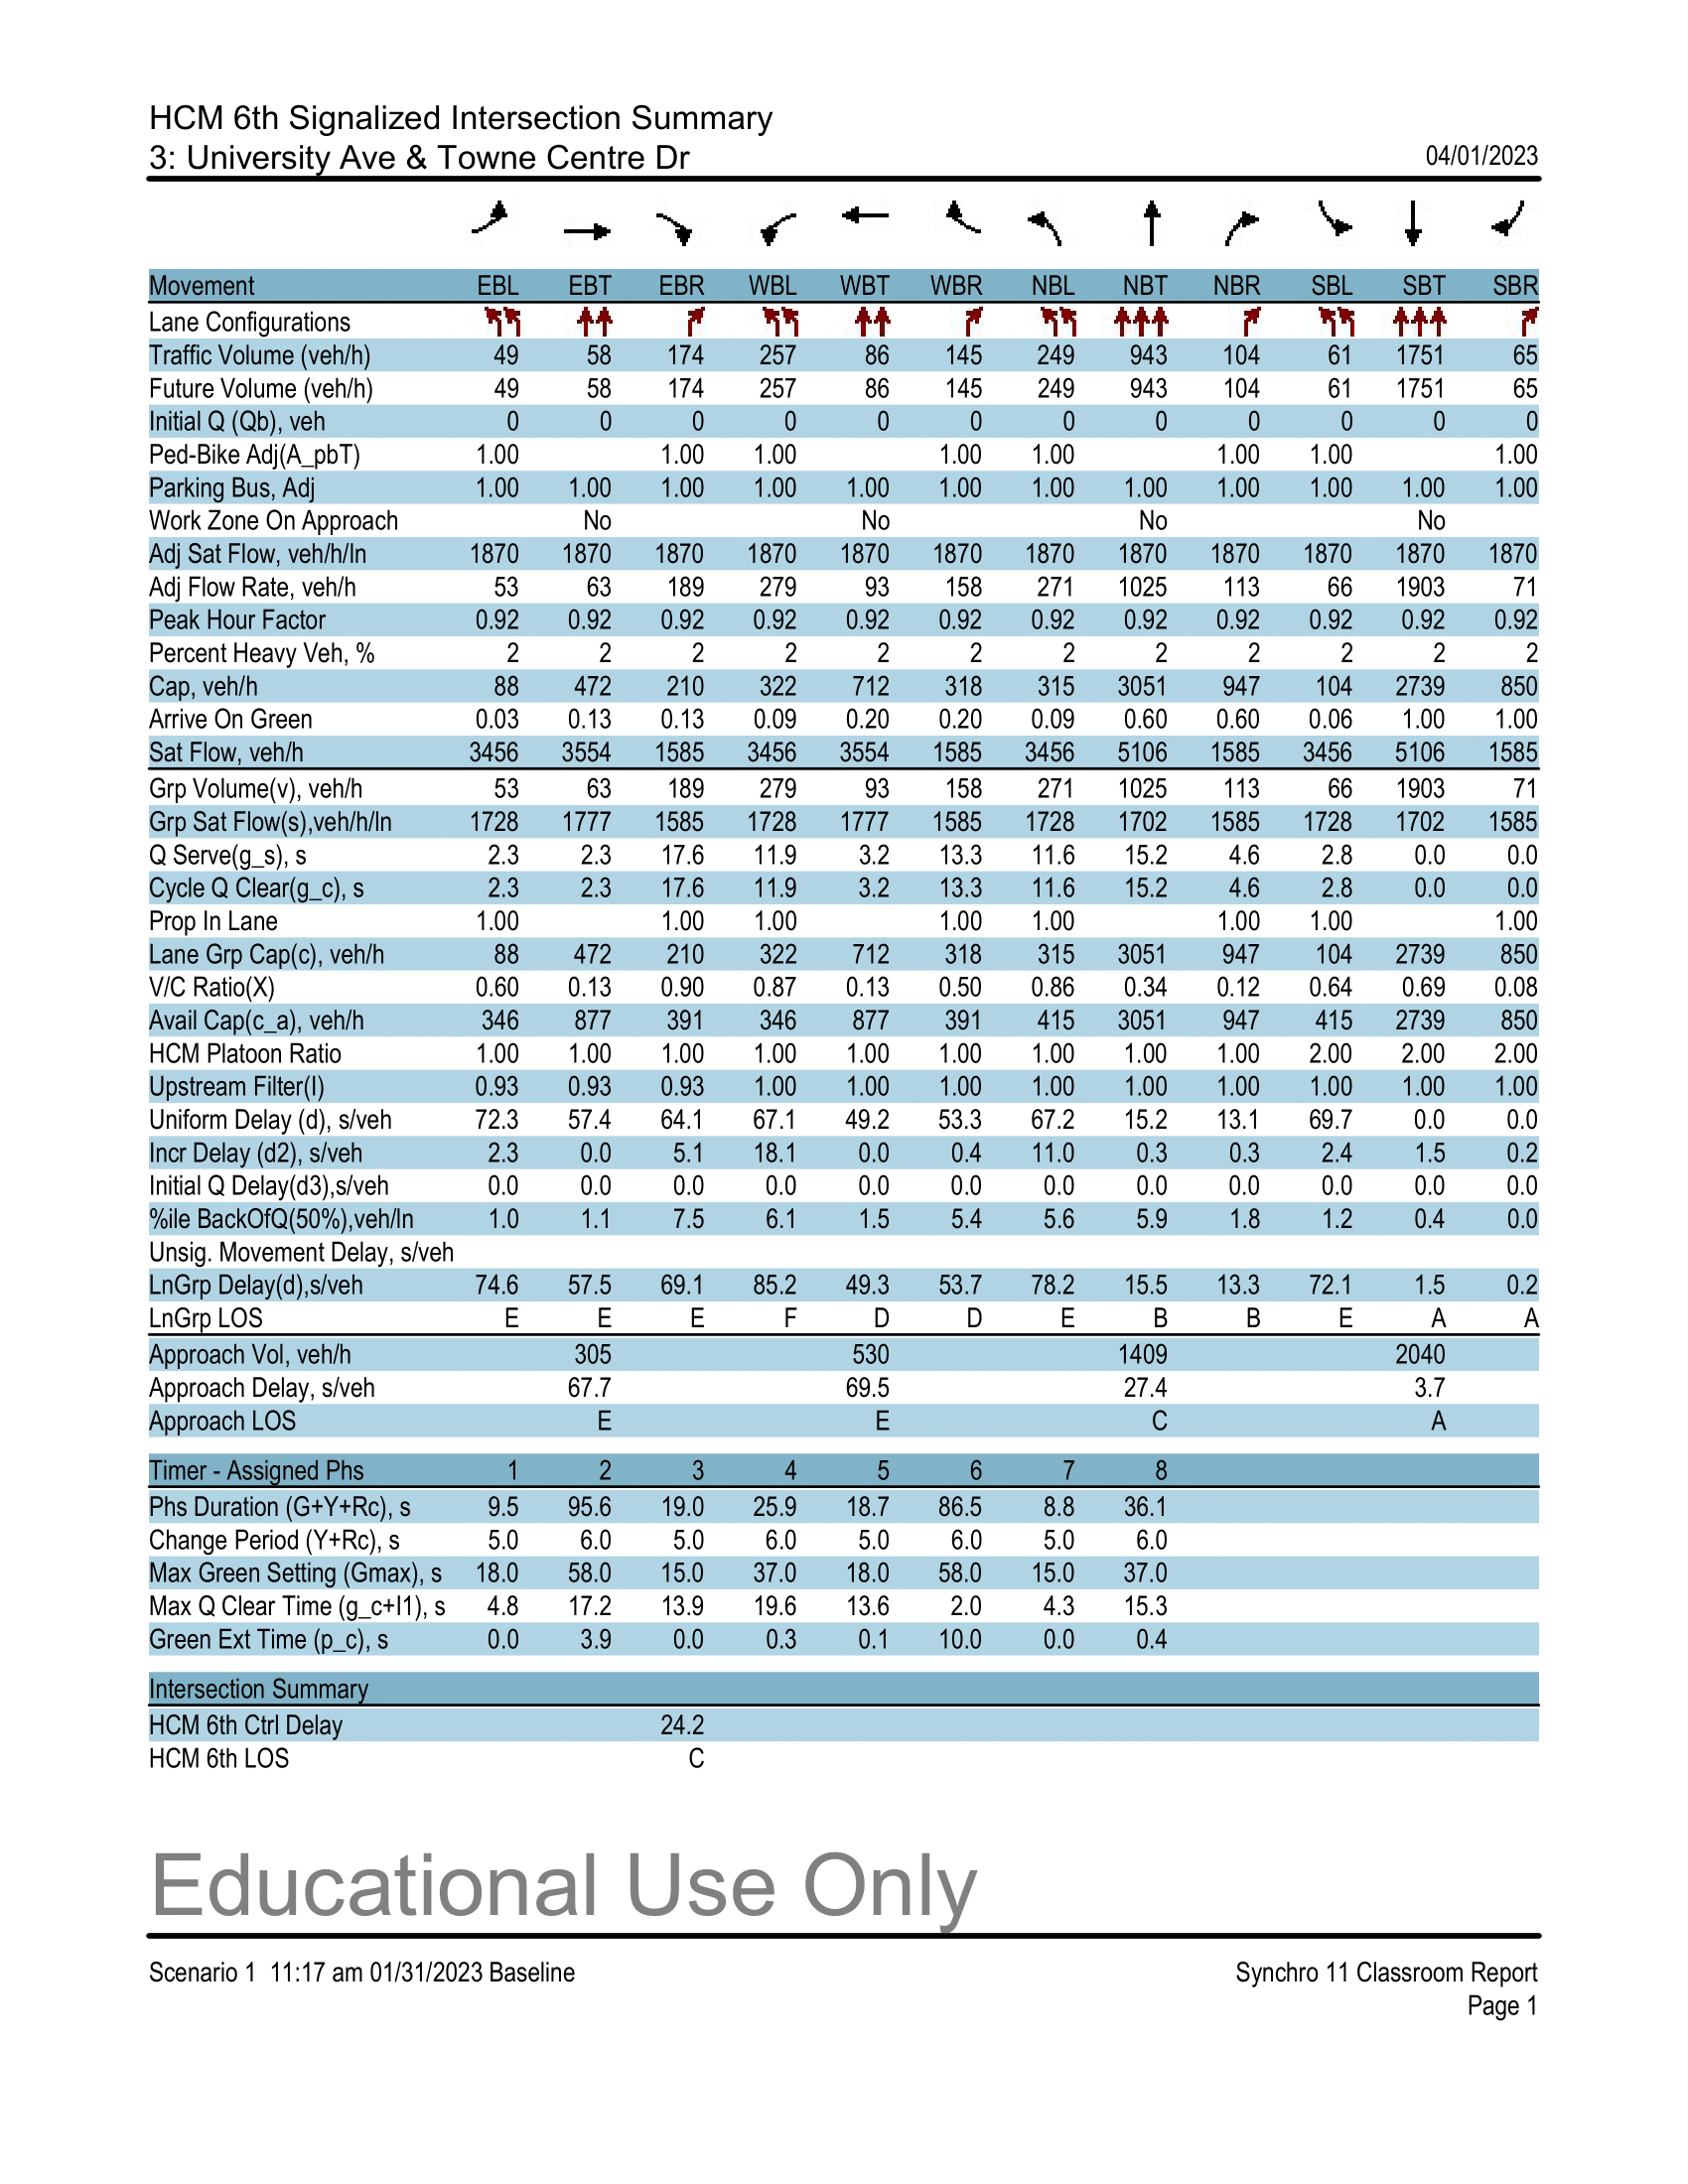 HCM 6th Signalized Intersection Summary
3: University Ave & Towne Centre Dr 04/01/2023
Movement EBL EBT EBR WBL WBT WBR NBL NBT NBR SBL SBT SBR
Lane Configurations
Traffic Volume (veh/h) 49 58 174 257 86 145 249 943 104 61 1751 65
Future Volume (veh/h) 49 58 174 257 86 145 249 943 104 61 1751 65
Initial Q (Qb), veh 0 0 0 0 0 0 0 0 0 0 0 0
Ped-Bike Adj(A_pbT) 1.00 1.00 1.00 1.00 1.00 1.00 1.00 1.00
Parking Bus, Adj 1.00 1.00 1.00 1.00 1.00 1.00 1.00 1.00 1.00 1.00 1.00 1.00
Work Zone On Approach No No No No
Adj Sat Flow, veh/h/ln 1870 1870 1870 1870 1870 1870 1870 1870 1870 1870 1870 1870
Adj Flow Rate, veh/h 53 63 189 279 93 158 271 1025 113 66 1903 71
Peak Hour Factor 0.92 0.92 0.92 0.92 0.92 0.92 0.92 0.92 0.92 0.92 0.92 0.92
Percent Heavy Veh, % 2 2 2 2 2 2 2 2 2 2 2 2
Cap, veh/h 88 472 210 322 712 318 315 3051 947 104 2739 850
Arrive On Green 0.03 0.13 0.13 0.09 0.20 0.20 0.09 0.60 0.60 0.06 1.00 1.00
Sat Flow, veh/h 3456 3554 1585 3456 3554 1585 3456 5106 1585 3456 5106 1585
Grp Volume(v), veh/h 53 63 189 279 93 158 271 1025 113 66 1903 71
Grp Sat Flow(s),veh/h/ln 1728 1777 1585 1728 1777 1585 1728 1702 1585 1728 1702 1585
Q Serve(g_s), s 2.3 2.3 17.6 11.9 3.2 13.3 11.6 15.2 4.6 2.8 0.0 0.0
Cycle Q Clear(g_c), s 2.3 2.3 17.6 11.9 3.2 13.3 11.6 15.2 4.6 2.8 0.0 0.0
Prop In Lane 1.00 1.00 1.00 1.00 1.00 1.00 1.00 1.00
Lane Grp Cap(c), veh/h 88 472 210 322 712 318 315 3051 947 104 2739 850
V/C Ratio(X) 0.60 0.13 0.90 0.87 0.13 0.50 0.86 0.34 0.12 0.64 0.69 0.08
Avail Cap(c_a), veh/h 346 877 391 346 877 391 415 3051 947 415 2739 850
HCM Platoon Ratio 1.00 1.00 1.00 1.00 1.00 1.00 1.00 1.00 1.00 2.00 2.00 2.00
Upstream Filter(I) 0.93 0.93 0.93 1.00 1.00 1.00 1.00 1.00 1.00 1.00 1.00 1.00
Uniform Delay (d), s/veh 72.3 57.4 64.1 67.1 49.2 53.3 67.2 15.2 13.1 69.7 0.0 0.0
Incr Delay (d2), s/veh 2.3 0.0 5.1 18.1 0.0 0.4 11.0 0.3 0.3 2.4 1.5 0.2
Initial Q Delay(d3),s/veh 0.0 0.0 0.0 0.0 0.0 0.0 0.0 0.0 0.0 0.0 0.0 0.0
%ile BackOfQ(50%),veh/ln 1.0 1.1 7.5 6.1 1.5 5.4 5.6 5.9 1.8 1.2 0.4 0.0
Unsig. Movement Delay, s/veh
LnGrp Delay(d),s/veh 74.6 57.5 69.1 85.2 49.3 53.7 78.2 15.5 13.3 72.1 1.5 0.2
LnGrp LOS E E E F D D E B B E A A
Approach Vol, veh/h 305 530 1409 2040
Approach Delay, s/veh 67.7 69.5 27.4 3.7
Approach LOS E E C A
Timer - Assigned Phs 1 2 3 4 5 6 7 8
Phs Duration (G+Y+Rc), s 9.5 95.6 19.0 25.9 18.7 86.5 8.8 36.1
Change Period (Y+Rc), s 5.0 6.0 5.0 6.0 5.0 6.0 5.0 6.0
Max Green Setting (Gmax), s 18.0 58.0 15.0 37.0 18.0 58.0 15.0 37.0
Max Q Clear Time (g_c+I1), s 4.8 17.2 13.9 19.6 13.6 2.0 4.3 15.3
Green Ext Time (p_c), s 0.0 3.9 0.0 0.3 0.1 10.0 0.0 0.4
Intersection Summary
HCM 6th Ctrl Delay 24.2
HCM 6th LOS C
Educational Use Only
Scenario 1 11:17 am 01/31/2023 Baseline Synchro 11 Classroom Report
Page 1